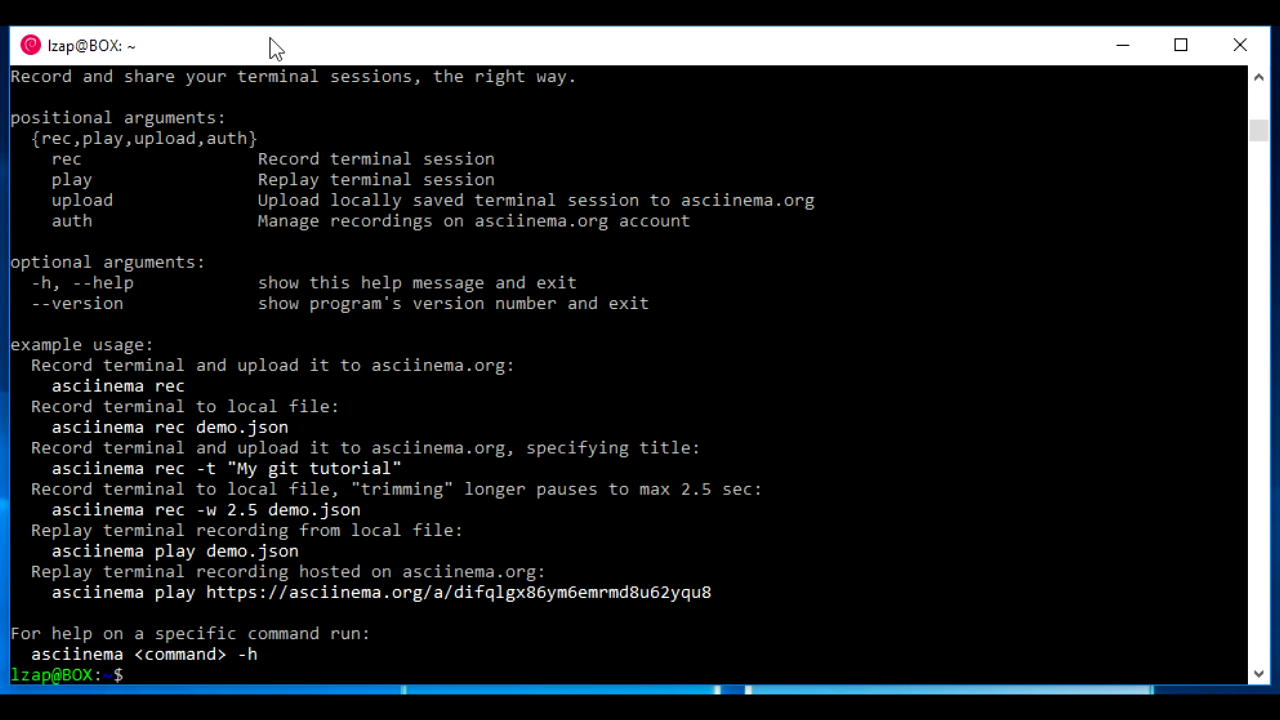 lzap@BOX: ~
Record and share your terminal sessions, the right way.
positional arguments:
{rec,play,upload,auth}
rec Record terminal session
play Replay terminal session
upload Upload locally saved terminal session to asciinema.org
auth Manage recordings on asciinema.org account
optional arguments:
-h, --help show this help message and exit
--version show program's version number and exit
example usage:
Record terminal and upload it to asciinema.org:
asciinema rec
Record terminal to local file:
asciinema rec demo.json
Record terminal and upload it to asciinema.org, specifying title:
asciinema rec -t "My git tutorial"
Record terminal to local file, "trimming" longer pauses to max 2.5 sec:
asciinema rec -w 2.5 demo.json
Replay terminal recording from local file:
asciinema play demo.json
Replay terminal recording hosted on asciinema.org:
asciinema play https://asciinema.org/a/difqlgx86ym6emrmd8u62yqu8
For help on a specific command run:
asciinema <command> -h
lzap@BOX:~$